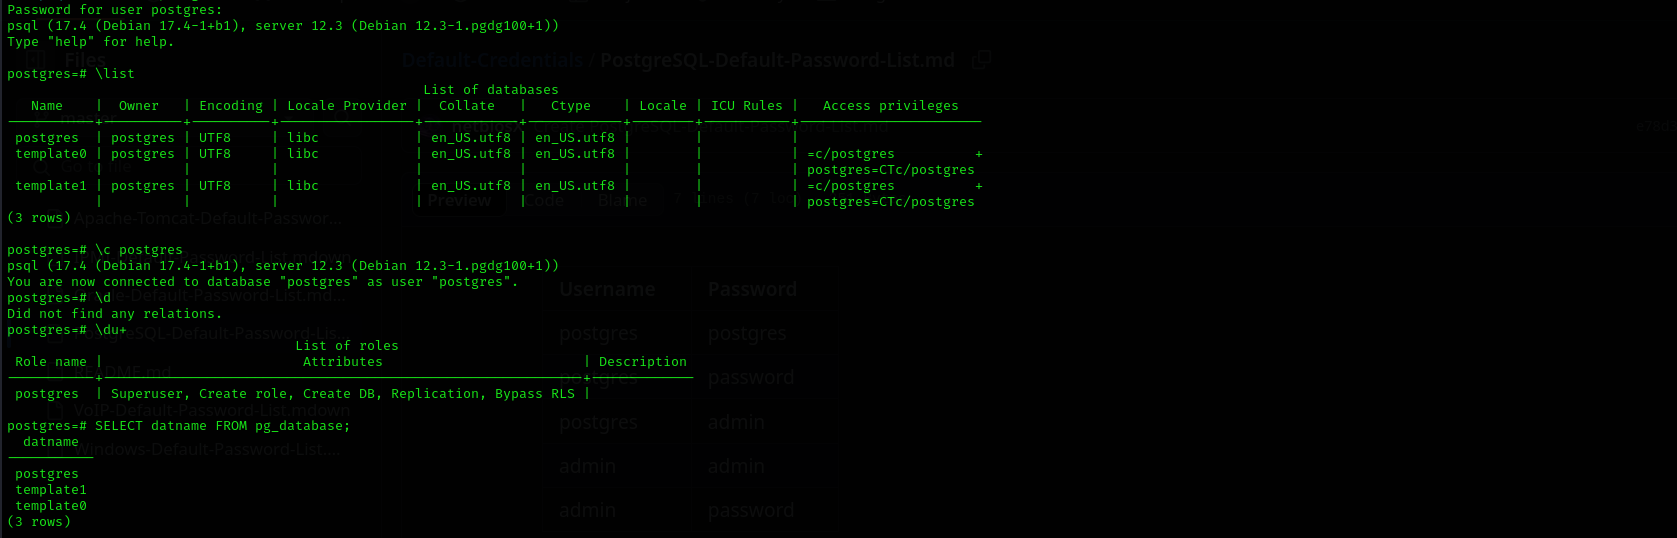 Password for user postgres:
psql (17.4 (Debian 17.4-1+b1), server 12.3 (Debian 12.3-1.pgdg100+1))
Type "help" for help.
Files
Default-Credentials / PostgreSQL-Default-Password-List.md
postgres=# \list
List of databases
Name | Owner | Encoding | Locale Provider | Collate | Ctype | Locale | ICU Rules | Access privileges
postgres | postgres | UTF8 | libc | en_US.utf8 | en_US.utf8 | | |
template0 | postgres | UTF8 | libc | en_US.utf8 | en_US.utf8 | | | =c/postgres +
| | | | | | | | postgres=CTc/postgres
template1 | postgres | UTF8 | libc | en_US.utf8 | en_US.utf8 | | | =c/postgres +
| | | | | | | | postgres=CTc/postgres
Preview Code Blame
(3 rows)
Apache-Tomcat-Default-Passwor...
postgres=# \c postgres
psql (17.4 (Debian 17.4-1+b1), server 12.3 (Debian 12.3-1.pgdg100+1))
You are now connected to database "postgres" as user "postgres".
Username Password
postgres=# \d
-Default-Password-List.md...
Did not find any relations.
postgres=# \du+
PostgreSQL-Default-Password-Lis...
postgres postgres
List of roles
Role name | Attributes | Description
README.md
postgres password
postgres | Superuser, Create role, Create DB, Replication, Bypass RLS |
VoIP-Default-Password-List.mdown
postgres admin
postgres=# SELECT datname FROM pg_database;
datname
Windows-Default-Password-List....
admin admin
postgres
template1
template0
admin password
(3 rows)